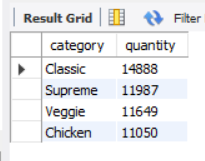 Result Grid Filter
category quantity
Classic 14888
Supreme 11987
Veggie 11649
Chicken 11050